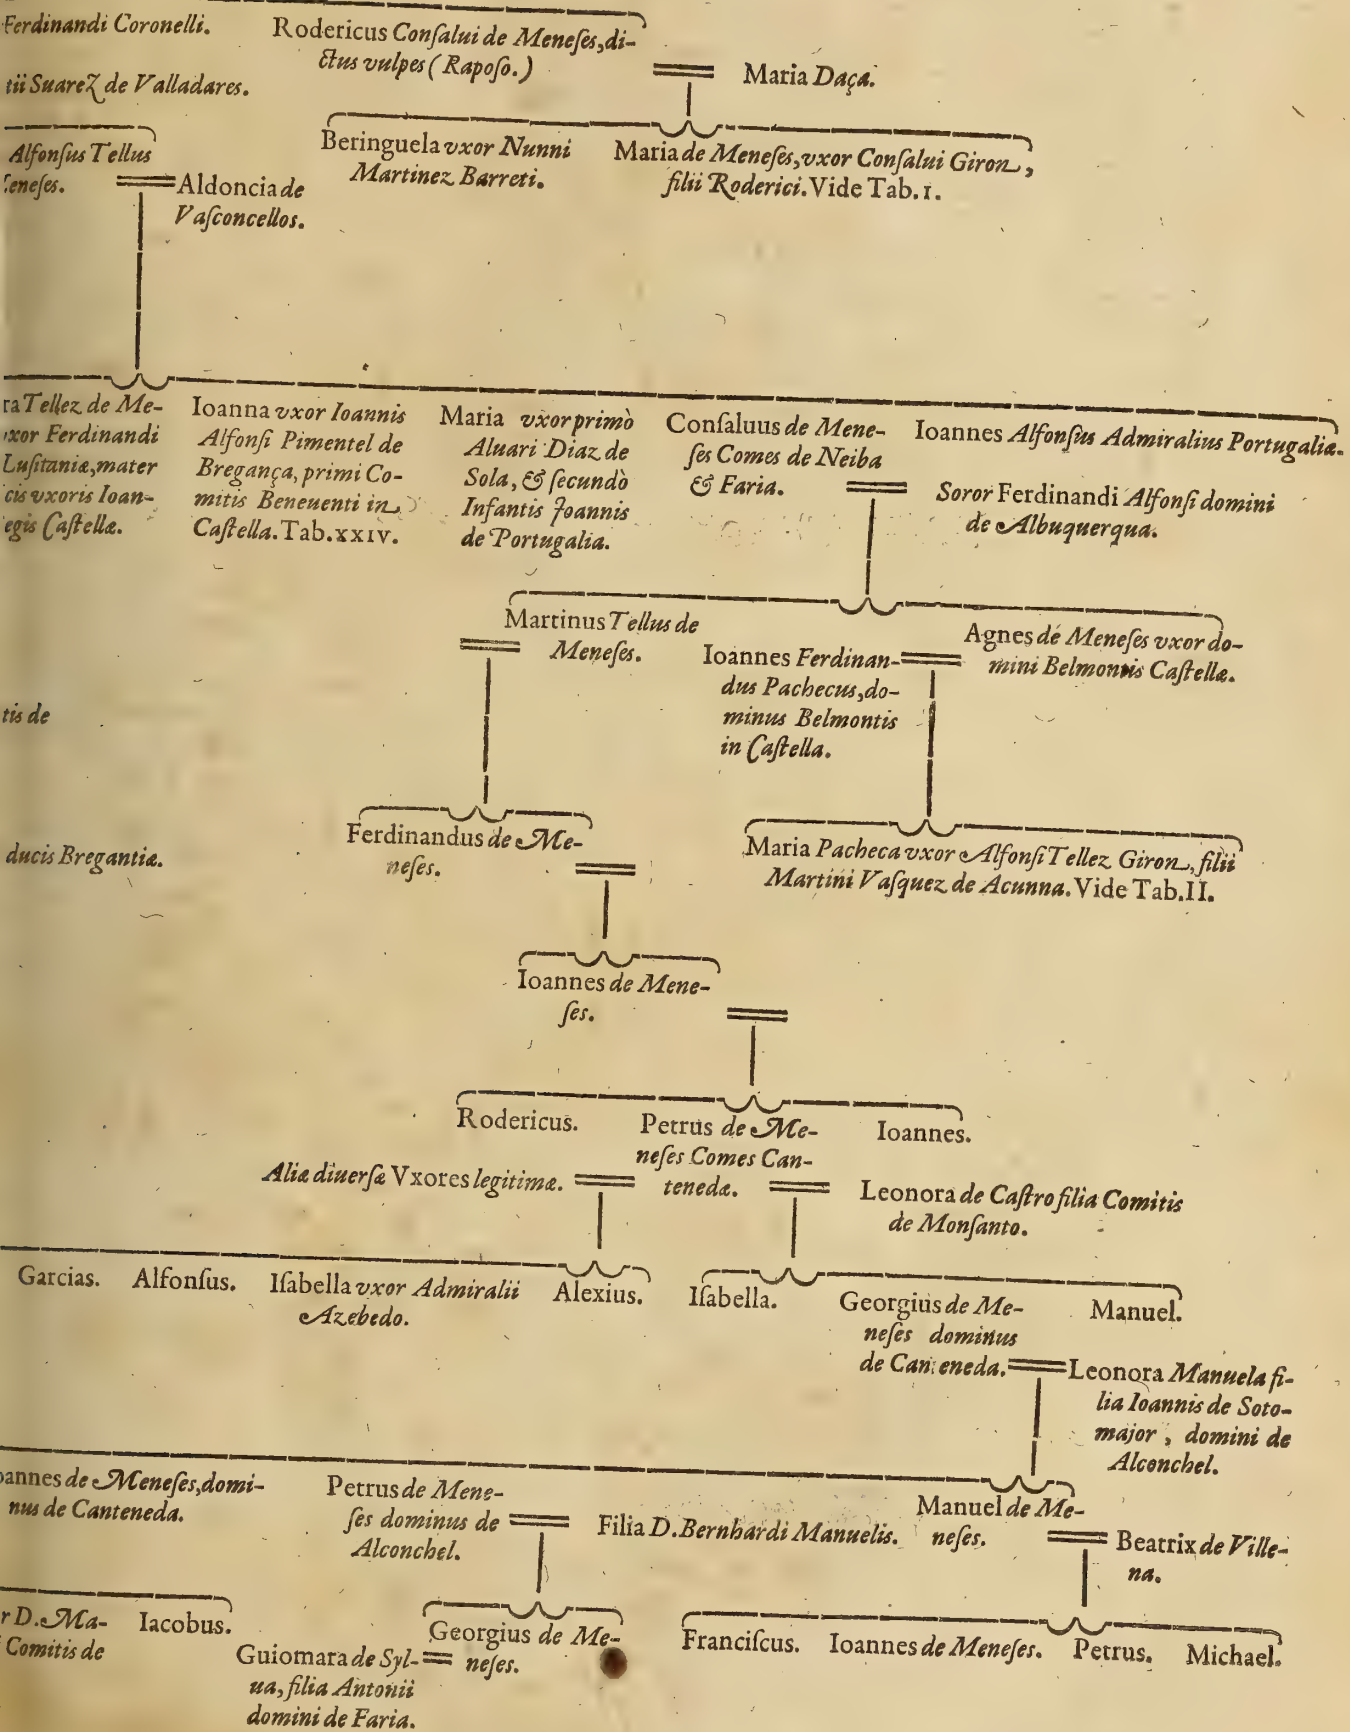 Ferdinandi Coronelli.
Rodericus Conſalui de Meneſes, di-
ctus vulpes (Rapoſo.)
Maria Daça.
tii Suarez de Valladares.
Alfonſus Tellus
eneſes.
Aldoncia de
Vaſconcellos.
Beringuela vxor Nunni
Martinez Barreti.
Maria de Meneſes, vxor Conſalui Giron,
filii Roderici. Vide Tab. I.
ra Tellez de Me-
vxor Ferdinandi
Luſitaniæ, mater
cis vxoris Ioan-
egis Caſtellæ.
Ioanna vxor Ioannis
Alfonſi Pimentel de
Bregança, primi Co-
mitis Beneuenti in
Caſtella. Tab. XXIV.
Maria vxor primò
Aluari Diaz de
Sola, & ſecundò
Infantis Joannis
de Portugalia.
Conſaluus de Mene-
ſes Comes de Neiba
& Faria.
Ioannes Alfonſius Admiralius Portugaliæ.
Soror Ferdinandi Alfonſi domini
de Albuquerqua.
Martinus Tellus de
Meneſes.
Ioannes Ferdinan-
dus Pachecus, do-
minus Belmontis
in Caſtella.
Agnes de Meneſes vxor do-
mini Belmontis Caſtellæ.
tis de
ducis Bregantiæ.
Ferdinandus de Me-
neſes.
Maria Pacheca vxor Alfonſi Tellez Giron, filii
Martini Vaſquez de Acunna. Vide Tab. II.
Ioannes de Mene-
ſes.
Rodericus.
Petrus de Me-
neſes Comes Can-
tenedæ.
Ioannes.
Aliæ diuerſæ Vxores legitimæ.
Leonora de Caſtro filia Comitis
de Monſanto.
Garcias.
Alfonſus.
Iſabella vxor Admiralii
Azebedo.
Alexius.
Iſabella.
Georgius de Me-
neſes dominus
de Canteneda.
Manuel.
Leonora Manuela fi-
lia Ioannis de Soto-
major, domini de
Alconchel.
oannes de Meneſes, domi-
nus de Canteneda.
Petrus de Mene-
ſes dominus de
Alconchel.
Filia D. Bernhardi Manuelis.
Manuel de Me-
neſes.
Beatrix de Ville-
na.
r D. Ma-
Comitis de
Iacobus.
Guiomara de Syl-
ua, filia Antonii
domini de Faria.
Georgius de Me-
neſes.
Franciſcus.
Ioannes de Meneſes.
Petrus.
Michael.